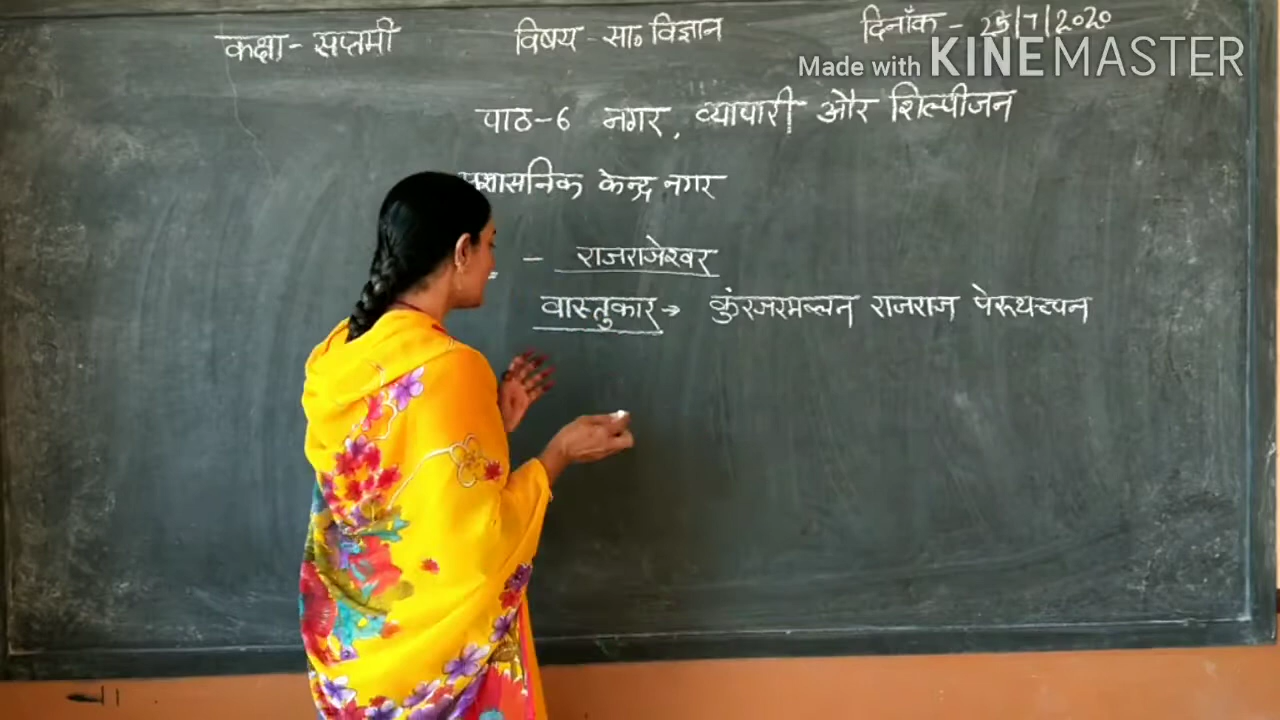 कक्षा - सप्तमी विषय - सा० विज्ञान दिनाँक - 25/7/2020
Made with KINEMASTER
पाठ-6 नगर, व्यापारी और शिल्पीजन
प्रशासनिक केन्द्र नगर
- राजराजेश्वर
वास्तुकार → कुंरजरमल्लन राजराज पेरुथच्चन